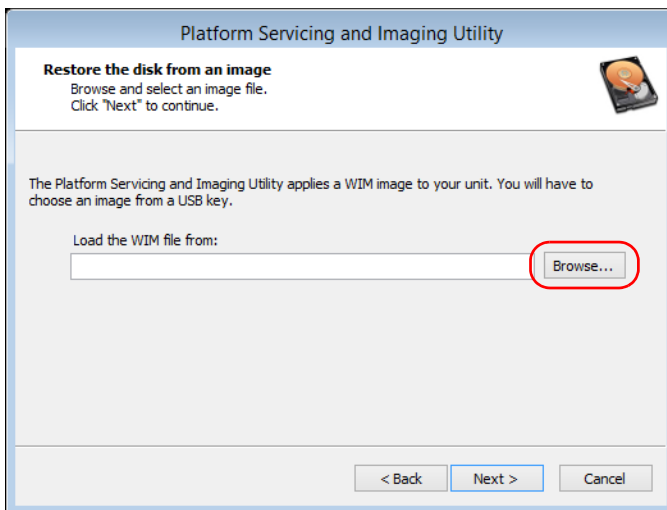 Platform Servicing and Imaging Utility
Restore the disk from an image
Browse and select an image file.
Click "Next" to continue.
The Platform Servicing and Imaging Utility applies a WIM image to your unit. You will have to
choose an image from a USB key.
Load the WIM file from:
Browse...
< Back Next > Cancel